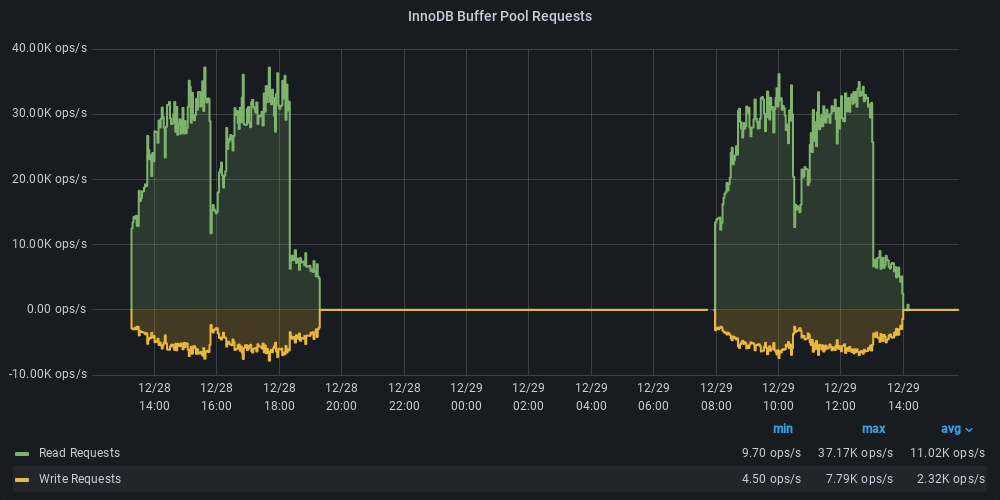 InnoDB Buffer Pool Requests
40.00K ops/s
30.00K ops/s
20.00K ops/s
10.00K ops/s
0.00 ops/s
-10.00K ops/s
12/28 12/28 12/28 12/28 12/28 12/29 12/29 12/29 12/29 12/29 12/29 12/29 12/29
14:00 16:00 18:00 20:00 22:00 00:00 02:00 04:00 06:00 08:00 10:00 12:00 14:00
min max avg
Read Requests 9.70 ops/s 37.17K ops/s 11.02K ops/s
Write Requests 4.50 ops/s 7.79K ops/s 2.32K ops/s